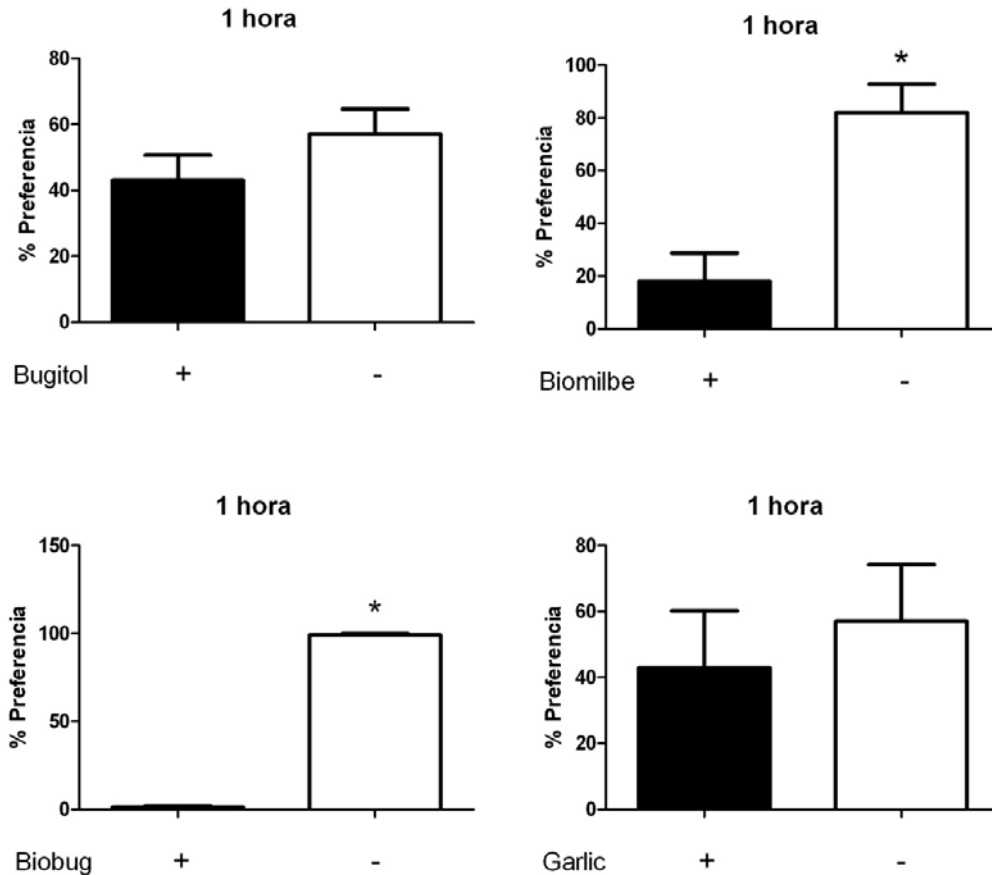 1 hora
80
60
40
20
0
% Preferencia
Bugitol + -
1 hora
*
100
80
60
40
20
0
% Preferencia
Biomilbe + -
1 hora
*
150
100
50
0
% Preferencia
Biobug + -
1 hora
80
60
40
20
0
% Preferencia
Garlic + -